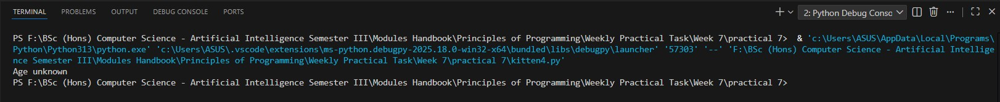 TERMINAL PROBLEMS OUTPUT DEBUG CONSOLE PORTS 2: Python Debug Conso
PS F:\BSc (Hons) Computer Science - Artificial Intelligence Semester III\Modules Handbook\Principles of Programming\Weekly Practical Task\Week 7\practical 7>  & 'c:\Users\ASUS\AppData\Local\Programs\
Python\Python313\python.exe' 'c:\Users\ASUS\.vscode\extensions\ms-python.debugpy-2025.18.0-win32-x64\bundled\libs\debugpy\launcher' '57303' '--' 'F:\BSc (Hons) Computer Science - Artificial Intellige
nce Semester III\Modules Handbook\Principles of Programming\Weekly Practical Task\Week 7\practical 7\kitten4.py'
Age unknown
PS F:\BSc (Hons) Computer Science - Artificial Intelligence Semester III\Modules Handbook\Principles of Programming\Weekly Practical Task\Week 7\practical 7>